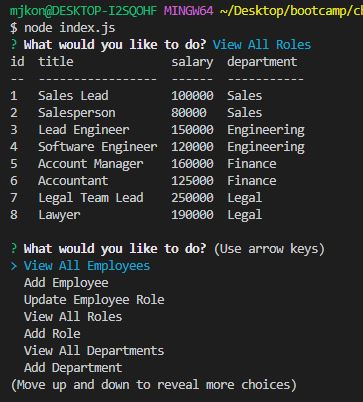 mjkon@DESKTOP-I2SQOHF MINGW64 ~/Desktop/bootcamp/
$ node index.js
? What would you like to do? View All Roles
id  title              salary  department
--  -----------------  ------  -----------
1   Sales Lead         100000  Sales
2   Salesperson        80000   Sales
3   Lead Engineer      150000  Engineering
4   Software Engineer  120000  Engineering
5   Account Manager    160000  Finance
6   Accountant         125000  Finance
7   Legal Team Lead    250000  Legal
8   Lawyer             190000  Legal
? What would you like to do? (Use arrow keys)
> View All Employees
  Add Employee
  Update Employee Role
  View All Roles
  Add Role
  View All Departments
  Add Department
(Move up and down to reveal more choices)